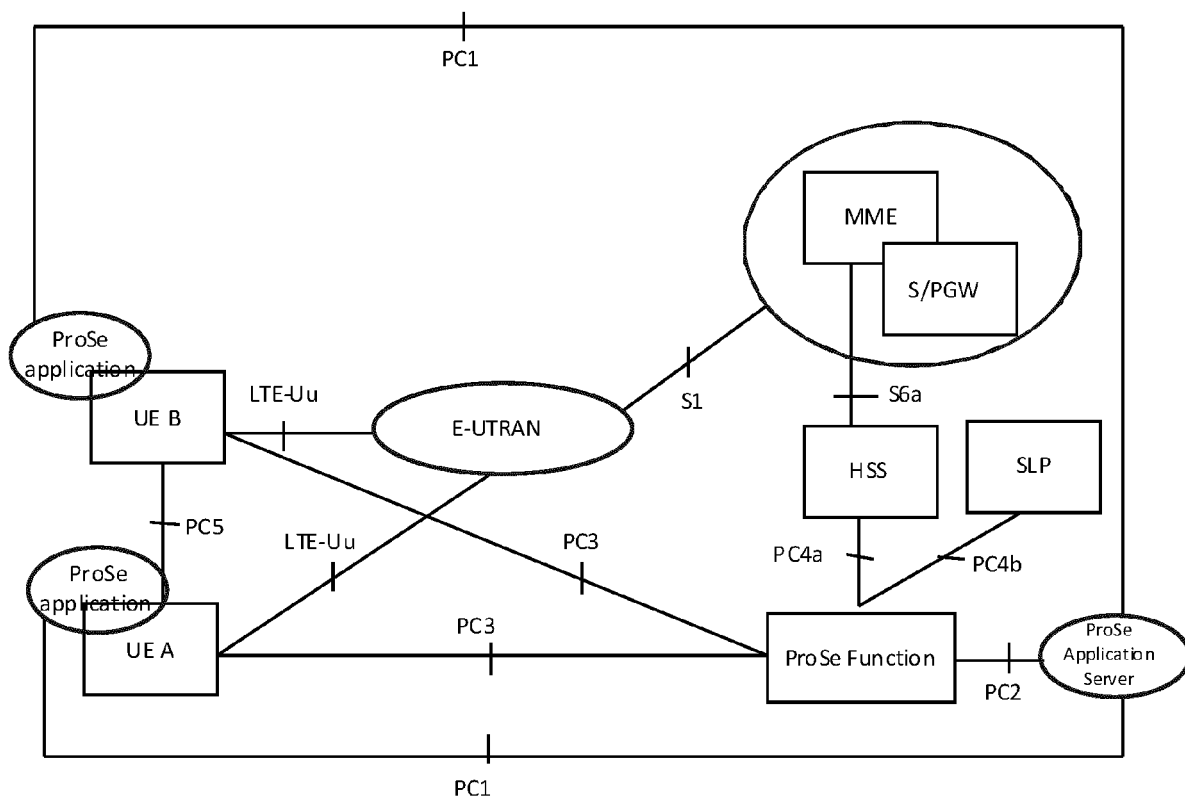 PC1
MME
S/PGW
ProSe
application
UE B
LTE-Uu
E-UTRAN
S1
S6a
HSS
SLP
PC5
LTE-Uu
PC3
PC4a
PC4b
ProSe
application
UE A
PC3
ProSe Function
PC2
ProSe
Application
Server
PC1